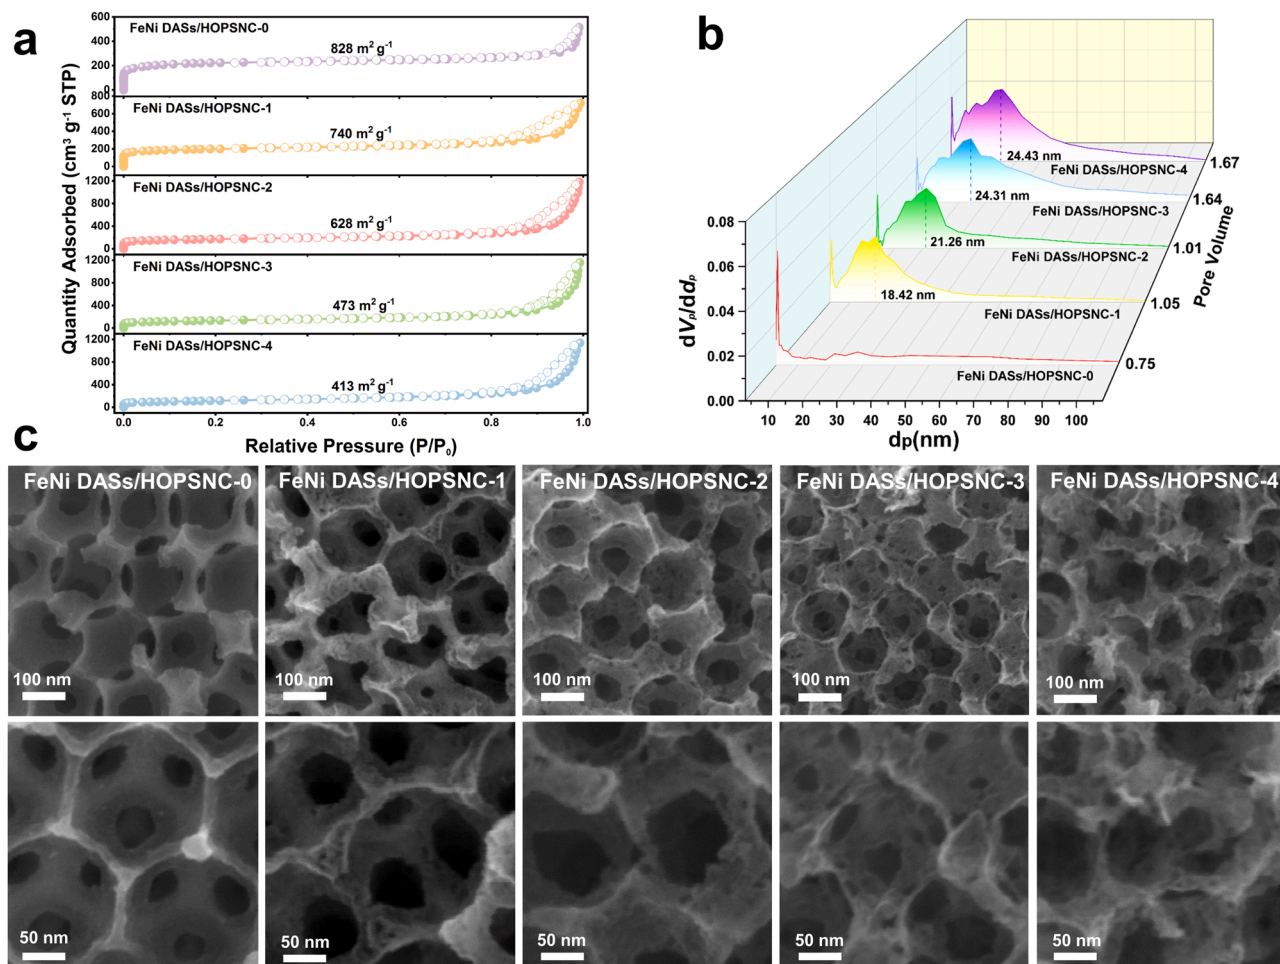 a
600
400
200
0
FeNi DASs/HOPSNC-0
828 m² g⁻¹
800
600
400
200
0
FeNi DASs/HOPSNC-1
740 m² g⁻¹
1200
800
400
0
FeNi DASs/HOPSNC-2
628 m² g⁻¹
1200
800
400
0
FeNi DASs/HOPSNC-3
473 m² g⁻¹
1200
800
400
0
FeNi DASs/HOPSNC-4
413 m² g⁻¹
Quantity Adsorbed (cm³ g⁻¹ STP)
0.0 0.2 0.4 0.6 0.8 1.0
Relative Pressure (P/P₀)
b
24.43 nm
FeNi DASs/HOPSNC-4
1.67
24.31 nm
FeNi DASs/HOPSNC-3
1.64
21.26 nm
FeNi DASs/HOPSNC-2
1.01
18.42 nm
FeNi DASs/HOPSNC-1
1.05
FeNi DASs/HOPSNC-0
0.75
Pore Volume
0.08
0.06
0.04
0.02
0.00
dVₚ/ddₚ
10 20 30 40 50 60 70 80 90 100
dp(nm)
c
FeNi DASs/HOPSNC-0 FeNi DASs/HOPSNC-1 FeNi DASs/HOPSNC-2 FeNi DASs/HOPSNC-3 FeNi DASs/HOPSNC-4
100 nm 100 nm 100 nm 100 nm 100 nm
50 nm 50 nm 50 nm 50 nm 50 nm